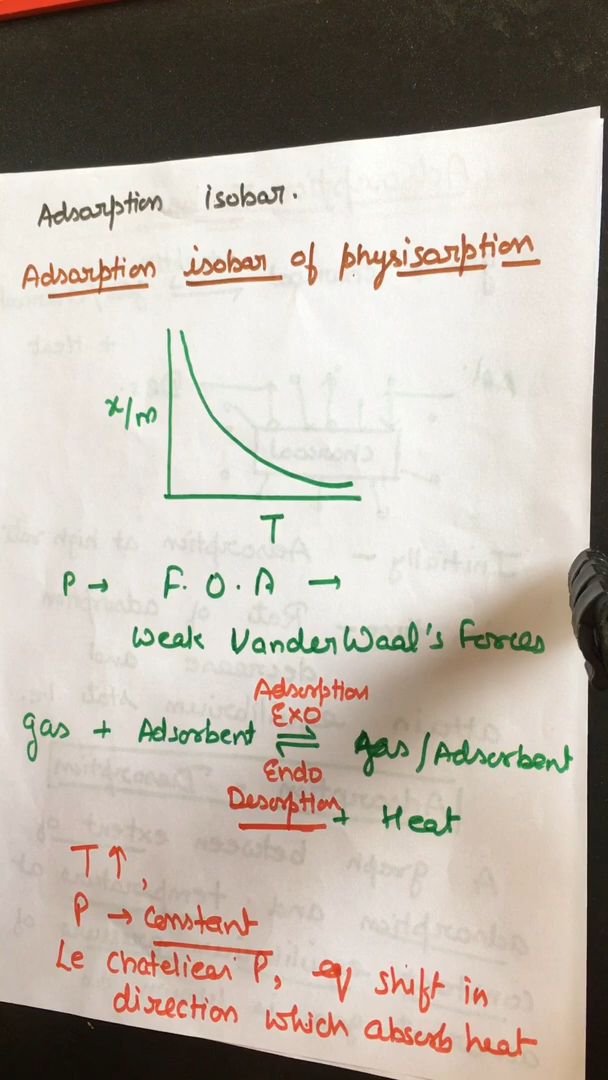 Adsorption isobar.
Adsorption isobar of physisorption
x/m
T
P → F. O. A →
weak VanderWaal's Forces
Adsorption
Exo
gas + Adsorbent ⇌ gas/Adsorbent
Endo
Desorption
+ Heat
T↑,
P → Constant
Le chatelier P, eq shift in
direction which absorb heat